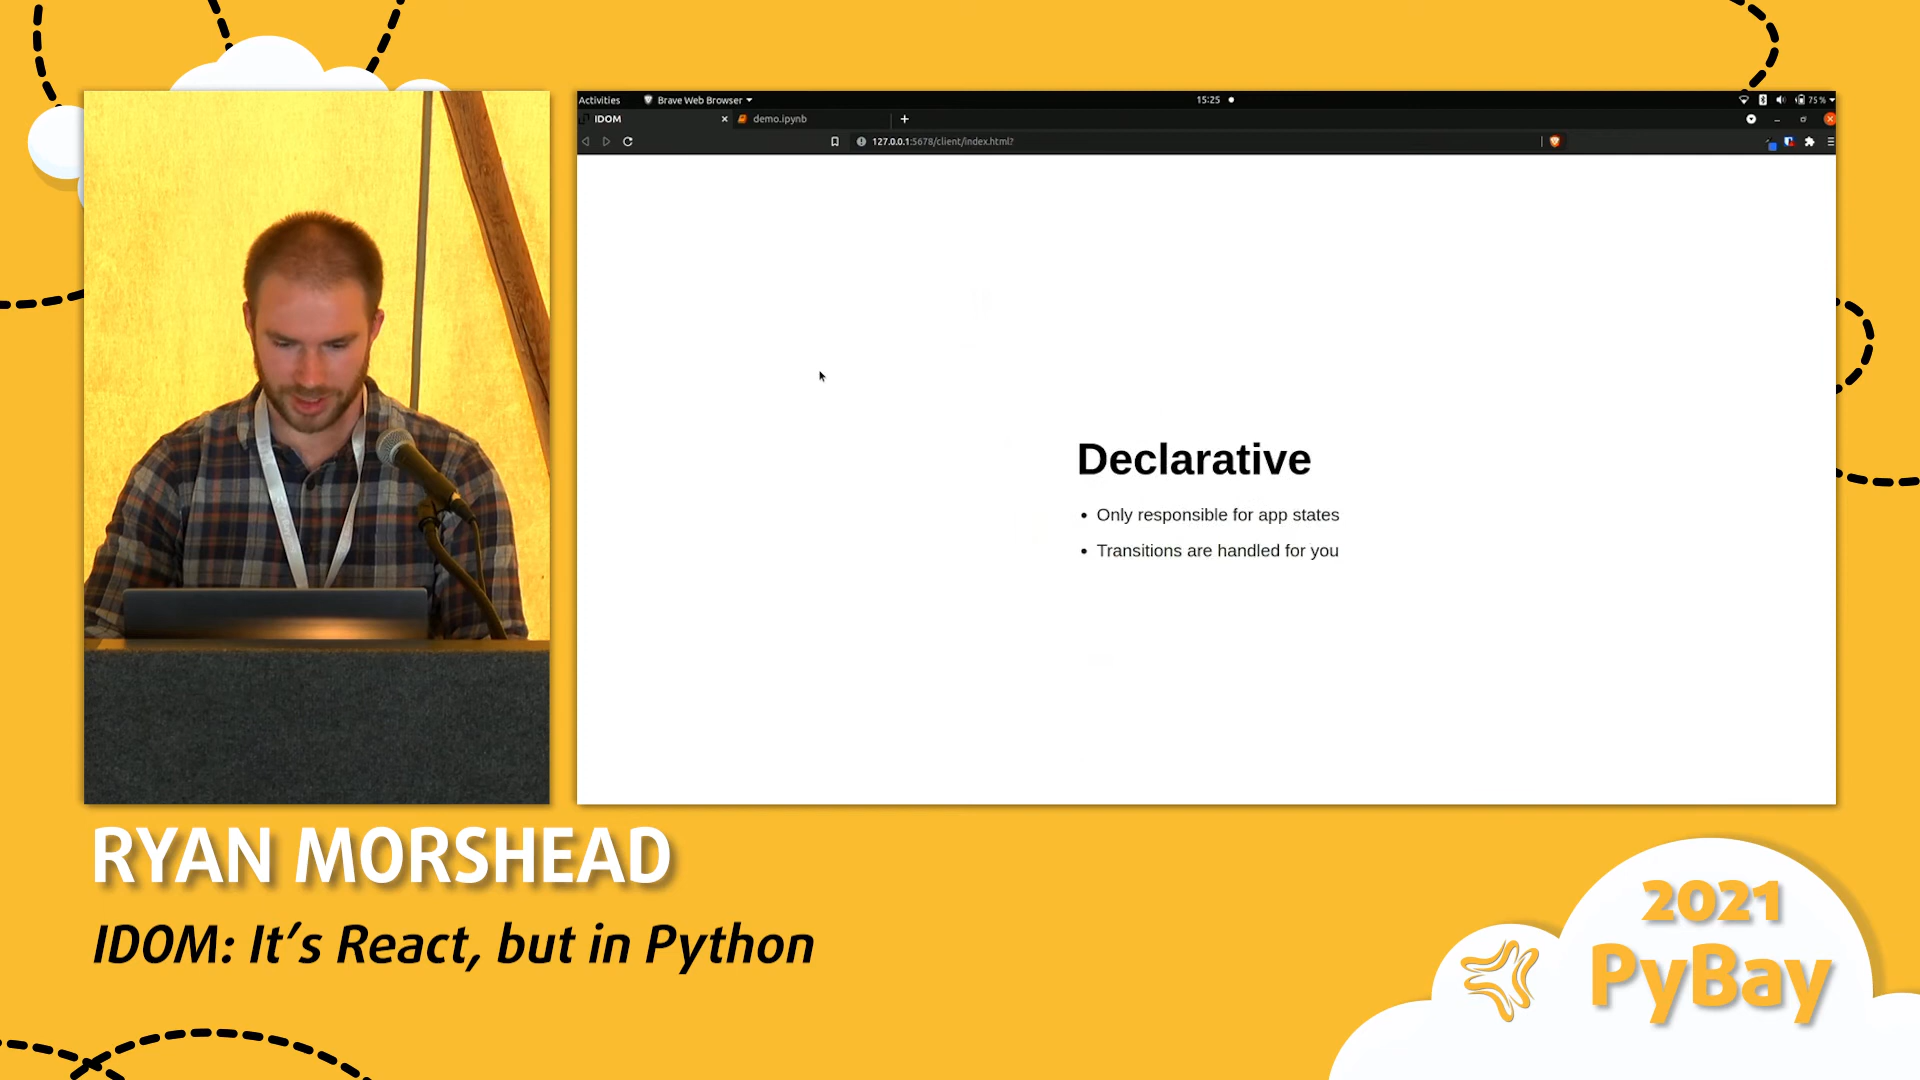 Activities
Brave Web Browser
15:25
75 %
IDOM
demo.ipynb
127.0.0.1:5678/client/index.html?
Declarative
• Only responsible for app states
• Transitions are handled for you
RYAN MORSHEAD
IDOM: It's React, but in Python
2021
PyBay